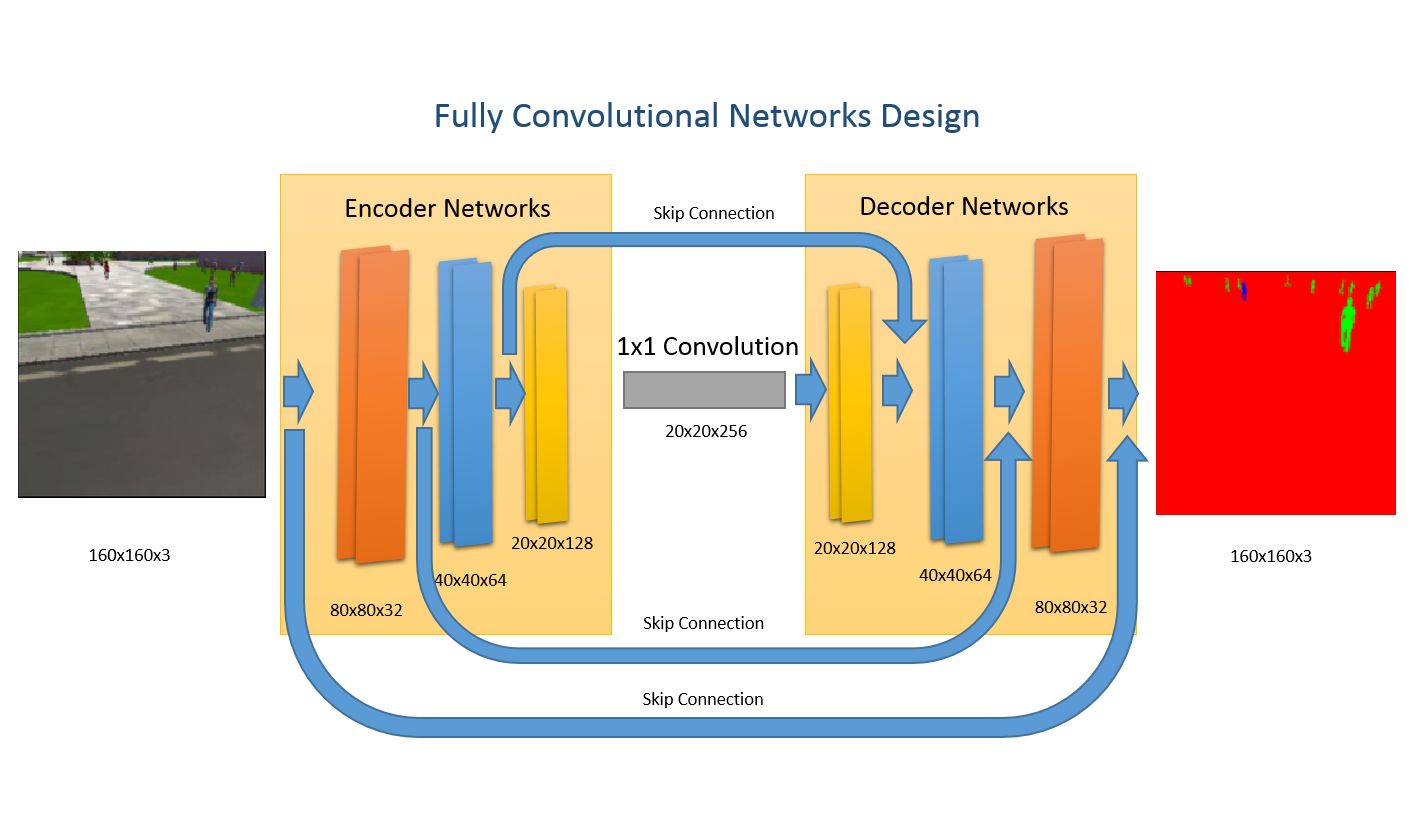 Fully Convolutional Networks Design
Encoder Networks
Skip Connection
Decoder Networks
1x1 Convolution
20x20x256
160x160x3
80x80x32
40x40x64
20x20x128
20x20x128
40x40x64
80x80x32
160x160x3
Skip Connection
Skip Connection